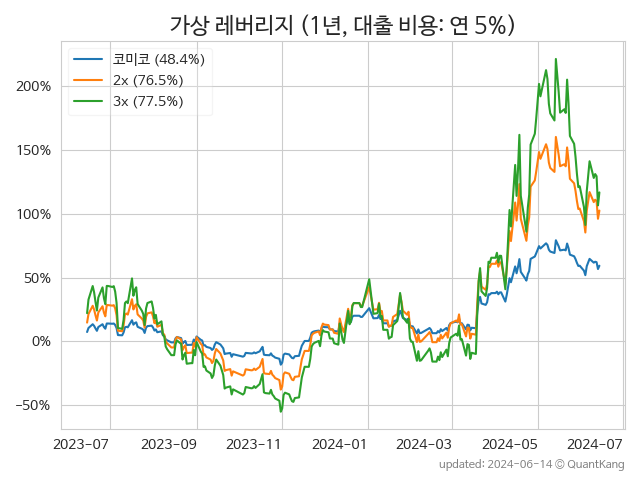 가상 레버리지 (1년, 대출 비용: 연 5%)
코미코 (48.4%)
2x (76.5%)
3x (77.5%)
200%
150%
100%
50%
0%
−50%
2023-07 2023-09 2023-11 2024-01 2024-03 2024-05 2024-07
updated: 2024-06-14 © QuantKang